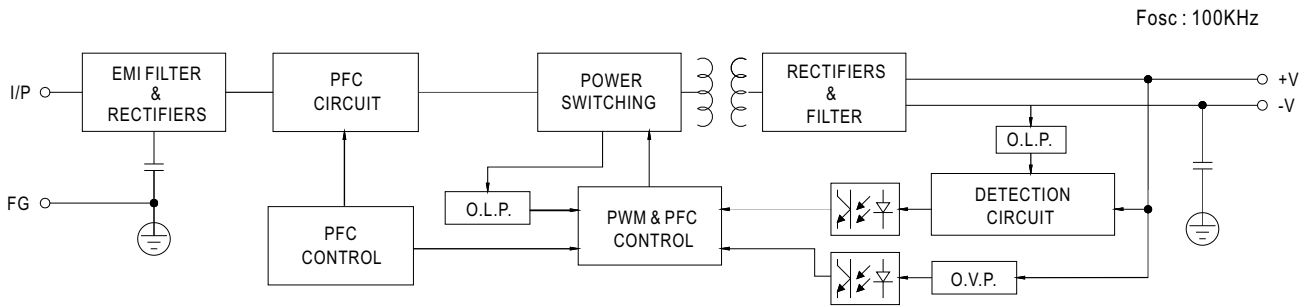 Fosc : 100KHz
I/P
EMI FILTER
&
RECTIFIERS
PFC
CIRCUIT
POWER
SWITCHING
RECTIFIERS
&
FILTER
+V
-V
O.L.P.
FG
O.L.P.
DETECTION
CIRCUIT
PFC
CONTROL
PWM & PFC
CONTROL
O.V.P.